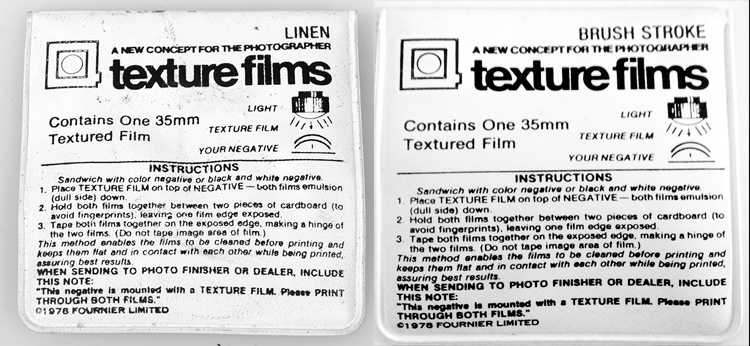 LINEN
A NEW CONCEPT FOR THE PHOTOGRAPHER
texture films
LIGHT
Contains One 35mm
Textured Film
TEXTURE FILM
YOUR NEGATIVE
INSTRUCTIONS
Sandwich with color negative or black and white negative.
1. Place TEXTURE FILM on top of NEGATIVE — both films emulsion
(dull side) down.
2. Hold both films together between two pieces of cardboard (to
avoid fingerprints), leaving one film edge exposed.
3. Tape both films together on the exposed edge, making a hinge of
the two films. (Do not tape image area of film.)
This method enables the films to be cleaned before printing and
keeps them flat and in contact with each other while being printed,
assuring best results.
WHEN SENDING TO PHOTO FINISHER OR DEALER, INCLUDE
THIS NOTE:
"This negative is mounted with a TEXTURE FILM. Please PRINT
THROUGH BOTH FILMS."
©1976 FOURNIER LIMITED
BRUSH STROKE
A NEW CONCEPT FOR THE PHOTOGRAPHER
texture films
LIGHT
Contains One 35mm
Textured Film
TEXTURE FILM
YOUR NEGATIVE
INSTRUCTIONS
Sandwich with color negative or black and white negative.
1. Place TEXTURE FILM on top of NEGATIVE — both films emulsion
(dull side) down.
2. Hold both films together between two pieces of cardboard (to
avoid fingerprints), leaving one film edge exposed.
3. Tape both films together on the exposed edge, making a hinge of
the two films. (Do not tape image area of film.)
This method enables the films to be cleaned before printing and
keeps them flat and in contact with each other while being printed,
assuring best results.
WHEN SENDING TO PHOTO FINISHER OR DEALER, INCLUDE
THIS NOTE:
"This negative is mounted with a TEXTURE FILM. Please PRINT
THROUGH BOTH FILMS."
©1976 FOURNIER LIMITED